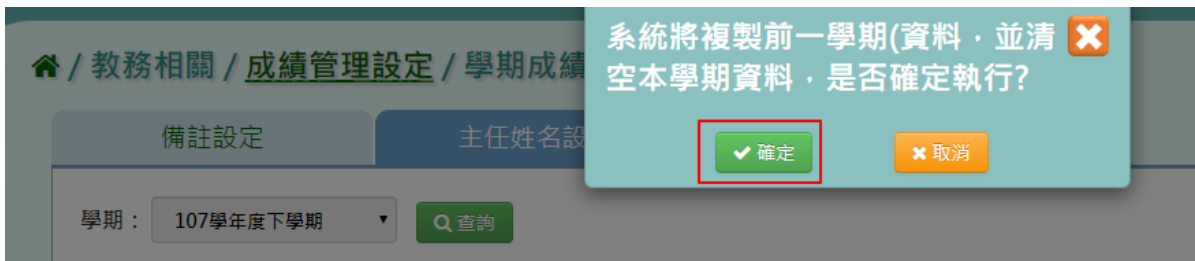 系統將複製前一學期(資料，並清
空本學期資料，是否確定執行?
確定
取消
/ 教務相關 / 成績管理設定 / 學期成績
備註設定
主任姓名設
學期：
107學年度下學期
查詢